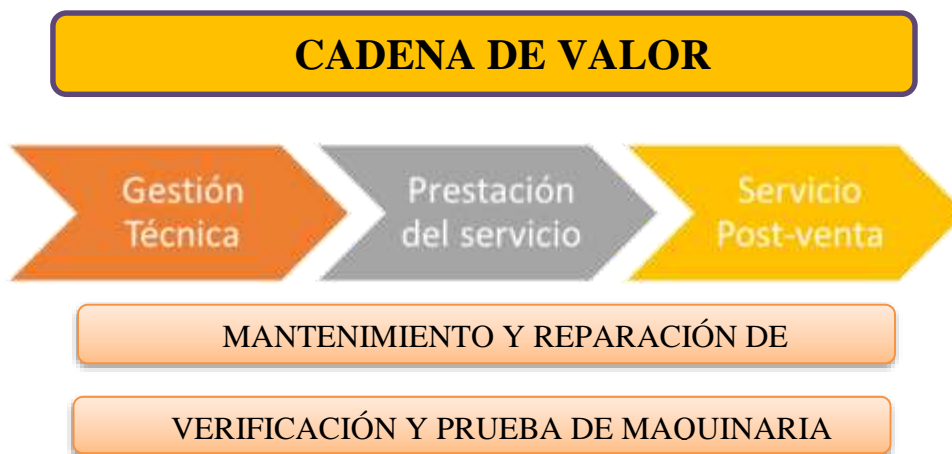 CADENA DE VALOR
Gestión
Técnica
Prestación
del servicio
Servicio
Post-venta
MANTENIMIENTO Y REPARACIÓN DE
VERIFICACIÓN Y PRUEBA DE MAQUINARIA